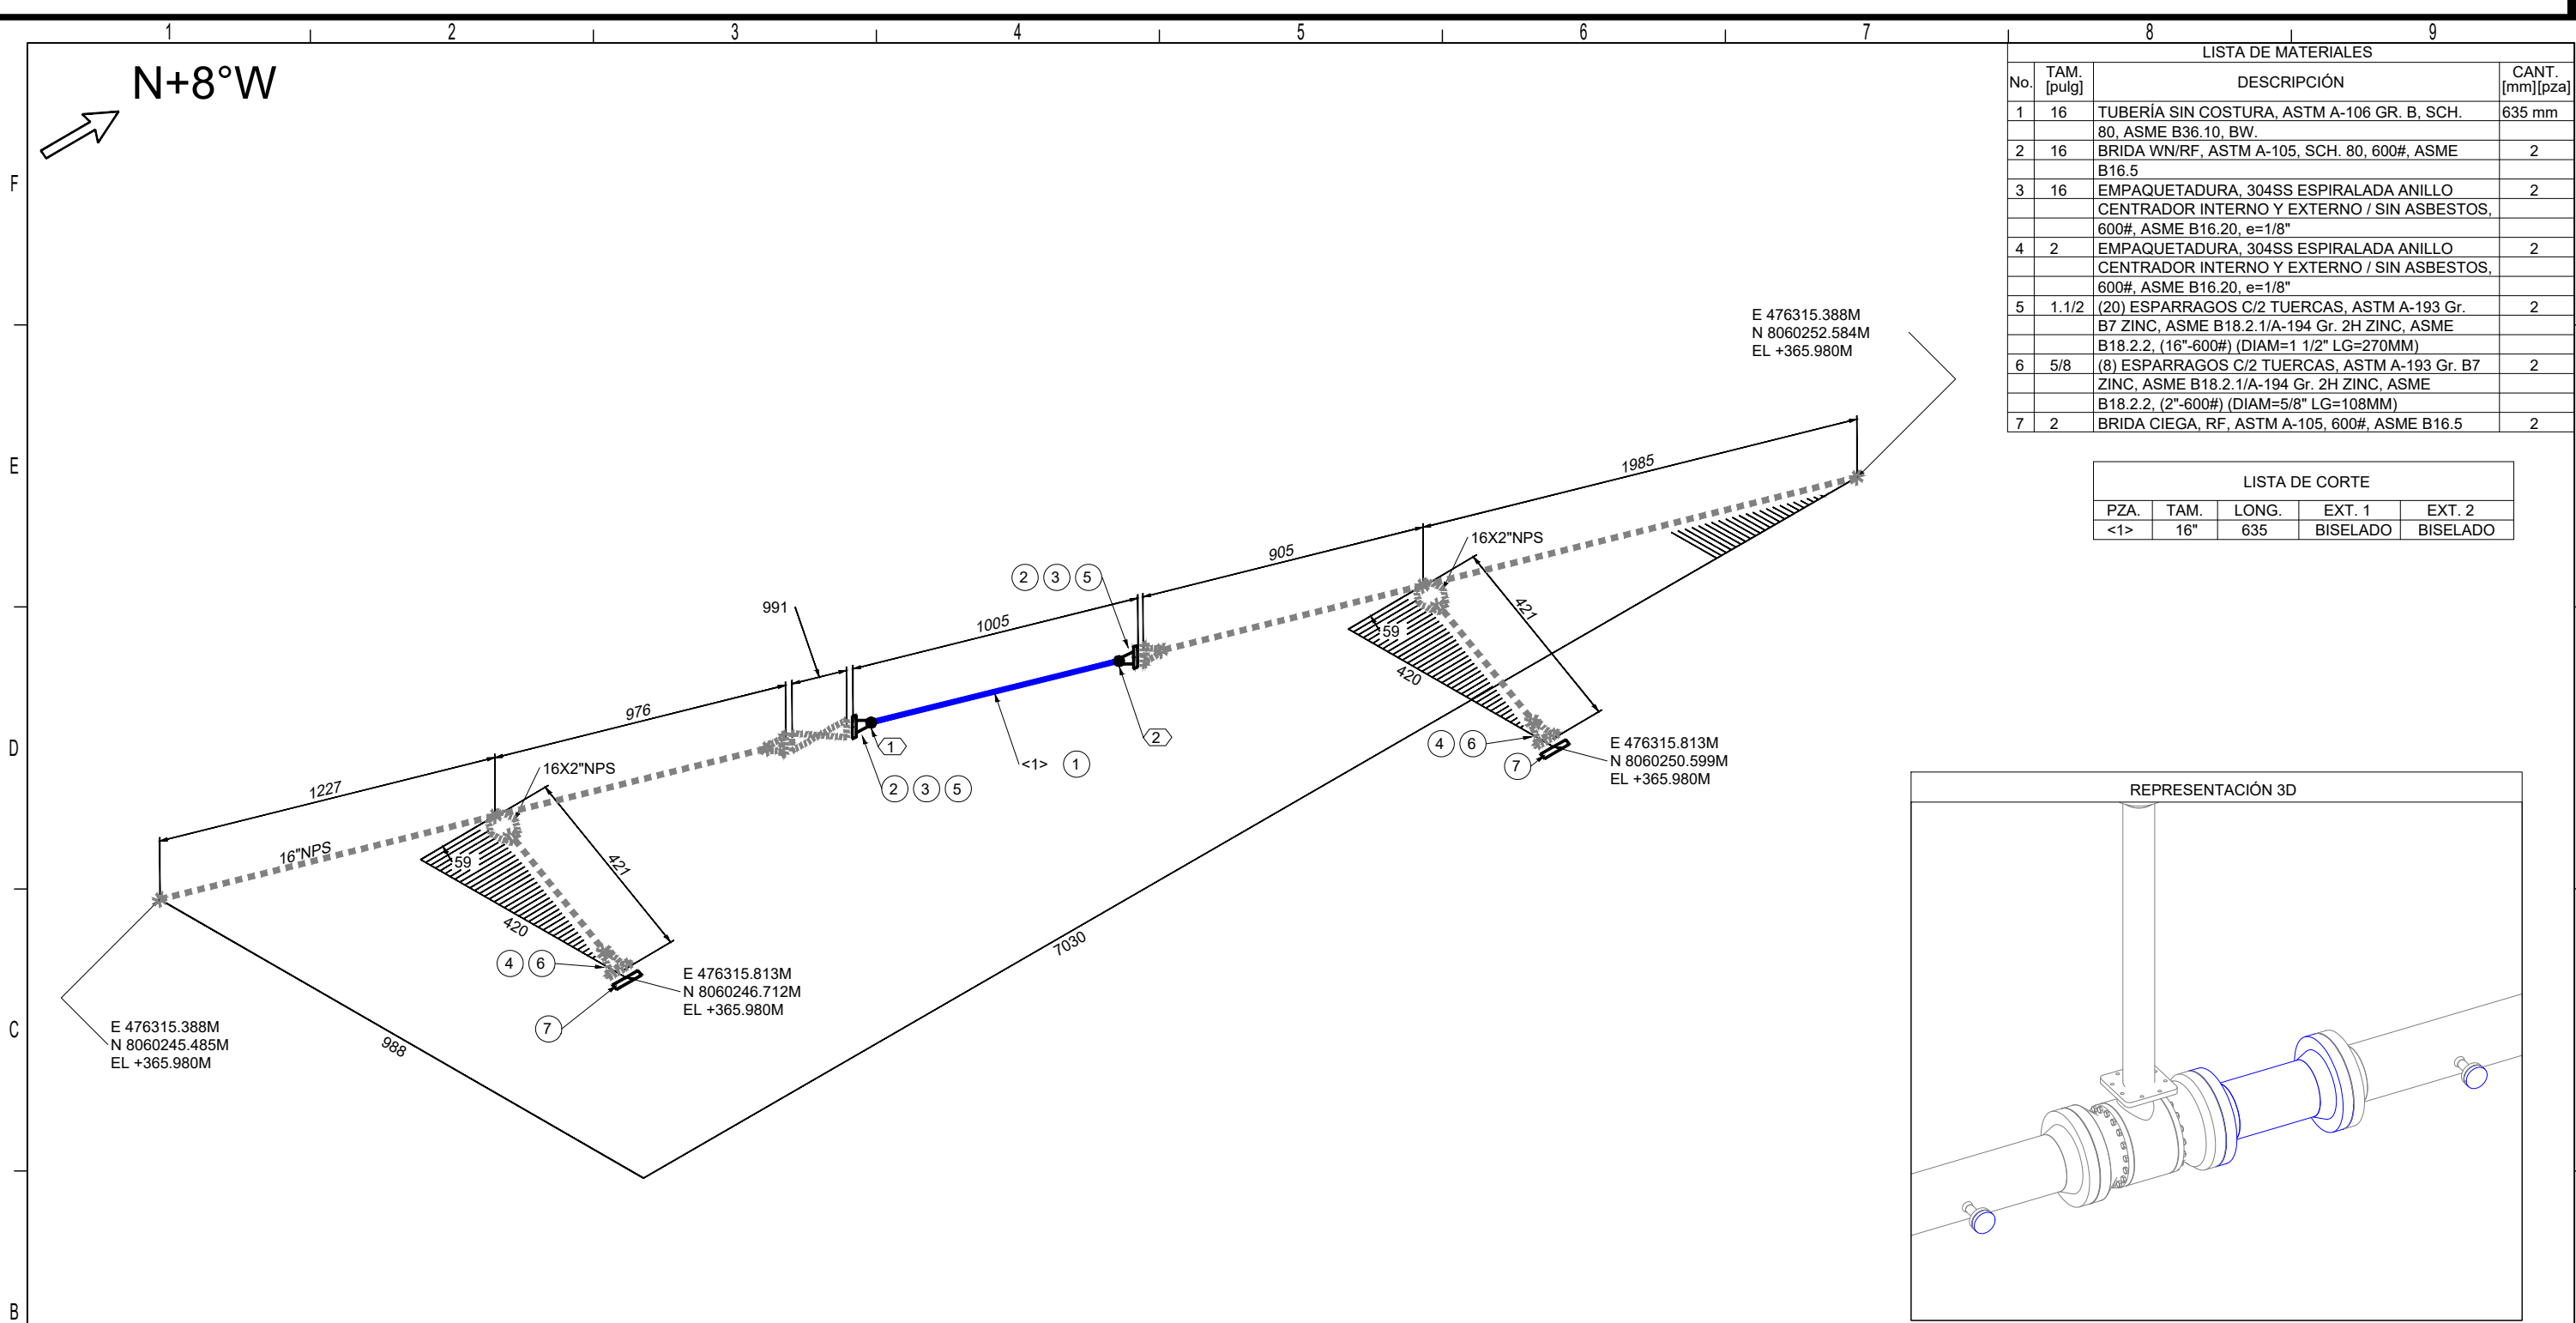 1 2 3 4 5 6 7 8 9
N+8°W
F
E
D
C
B
LISTA DE MATERIALES
No. TAM. [pulg] DESCRIPCIÓN CANT. [mm][pza]
1 16 TUBERÍA SIN COSTURA, ASTM A-106 GR. B, SCH. 635 mm
80, ASME B36.10, BW.
2 16 BRIDA WN/RF, ASTM A-105, SCH. 80, 600#, ASME 2
B16.5
3 16 EMPAQUETADURA, 304SS ESPIRALADA ANILLO 2
CENTRADOR INTERNO Y EXTERNO / SIN ASBESTOS,
600#, ASME B16.20, e=1/8"
4 2 EMPAQUETADURA, 304SS ESPIRALADA ANILLO 2
CENTRADOR INTERNO Y EXTERNO / SIN ASBESTOS,
600#, ASME B16.20, e=1/8"
5 1.1/2 (20) ESPARRAGOS C/2 TUERCAS, ASTM A-193 Gr. 2
B7 ZINC, ASME B18.2.1/A-194 Gr. 2H ZINC, ASME
B18.2.2, (16"-600#) (DIAM=1 1/2" LG=270MM)
6 5/8 (8) ESPARRAGOS C/2 TUERCAS, ASTM A-193 Gr. B7 2
ZINC, ASME B18.2.1/A-194 Gr. 2H ZINC, ASME
B18.2.2, (2"-600#) (DIAM=5/8" LG=108MM)
7 2 BRIDA CIEGA, RF, ASTM A-105, 600#, ASME B16.5 2
LISTA DE CORTE
PZA. TAM. LONG. EXT. 1 EXT. 2
<1> 16" 635 BISELADO BISELADO
E 476315.388M
N 8060252.584M
EL +365.980M
1985
905
16X2"NPS
421
59
420
2 3 5
991
1005
976
1
2
<1> 1
2 3 5
4 6
7
E 476315.813M
N 8060250.599M
EL +365.980M
1227
16X2"NPS
16"NPS
421
59
420
4 6
7
E 476315.813M
N 8060246.712M
EL +365.980M
7030
988
E 476315.388M
N 8060245.485M
EL +365.980M
REPRESENTACIÓN 3D